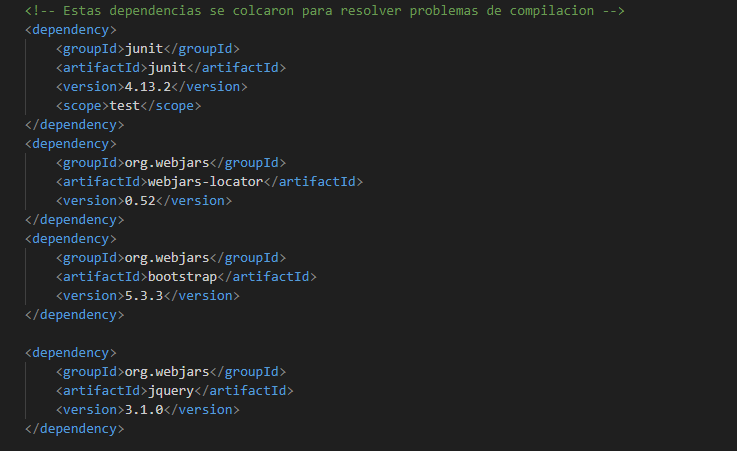 <!-- Estas dependencias se colcaron para resolver problemas de compilacion -->
<dependency>
<groupId>junit</groupId>
<artifactId>junit</artifactId>
<version>4.13.2</version>
<scope>test</scope>
</dependency>
<dependency>
<groupId>org.webjars</groupId>
<artifactId>webjars-locator</artifactId>
<version>0.52</version>
</dependency>
<dependency>
<groupId>org.webjars</groupId>
<artifactId>bootstrap</artifactId>
<version>5.3.3</version>
</dependency>
<dependency>
<groupId>org.webjars</groupId>
<artifactId>jquery</artifactId>
<version>3.1.0</version>
</dependency>